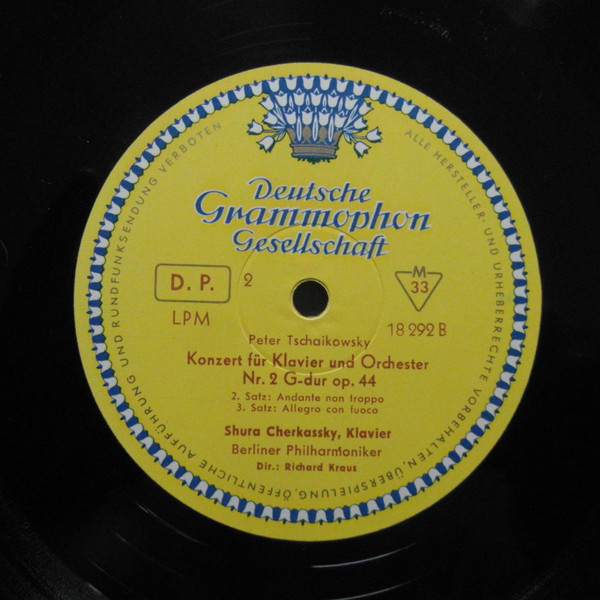 ALLE HERSTELLER- UND URHEBERRECHTE VORBEHALTEN, ÜBERSPIELUNG, ÖFFENTLICHE AUFFÜHRUNG UND RUNDFUNKSENDUNG VERBOTEN
Deutsche
Grammophon
Gesellschaft
D. P. 2
M
33
LPM
18 292 B
Peter Tschaikowsky
Konzert für Klavier und Orchester
Nr. 2 G-dur op. 44
2. Satz: Andante non troppo
3. Satz: Allegro con fuoco
Shura Cherkassky, Klavier
Berliner Philharmoniker
Dir.: Richard Kraus